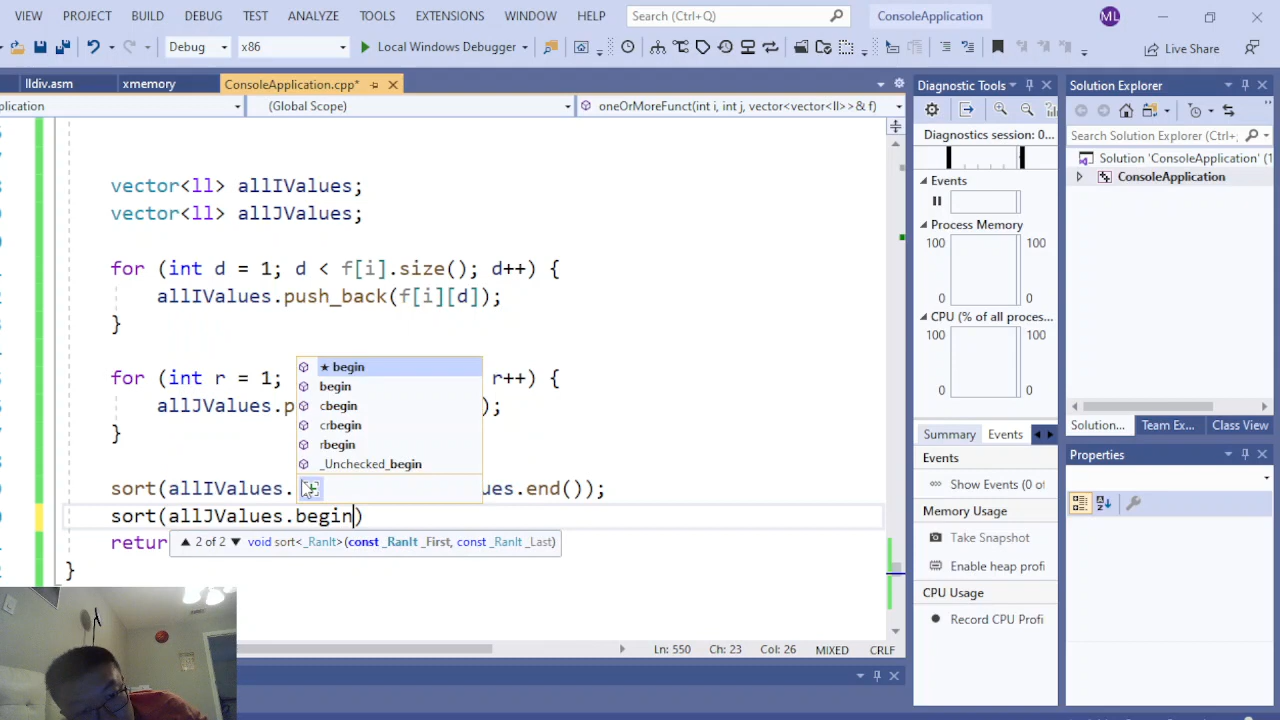 VIEW PROJECT BUILD DEBUG TEST ANALYZE TOOLS EXTENSIONS WINDOW HELP Search (Ctrl+Q) ConsoleApplication ML
Debug x86 Local Windows Debugger Live Share
lldiv.asm xmemory ConsoleApplication.cpp*
plication (Global Scope) oneOrMoreFunct(int i, int j, vector<vector<ll>>& f)
vector<ll> allIValues;
vector<ll> allJValues;
for (int d = 1; d < f[i].size(); d++) {
allIValues.push_back(f[i][d]);
}
for (int r = 1; r++) {
allJValues.p );
}
sort(allIValues. ues.end());
sort(allJValues.begin)
retur
}
★ begin
begin
cbegin
crbegin
rbegin
_Unchecked_begin
▲ 2 of 2 ▼ void sort<_RanIt>(const _RanIt _First, const _RanIt _Last)
Ln: 550 Ch: 23 Col: 26 MIXED CRLF
Diagnostic Tools
Diagnostics session: 0...
Events
Process Memory
100 100
0 0
CPU (% of all proces...
100 100
0 0
Summary Events
Events
Show Events (0 of
Memory Usage
Take Snapshot
Enable heap profi
CPU Usage
Record CPU Profi
Solution Explorer
Search Solution Explorer (Ctrl+;
Solution 'ConsoleApplication' (1
ConsoleApplication
Solution... Team Ex... Class View
Properties